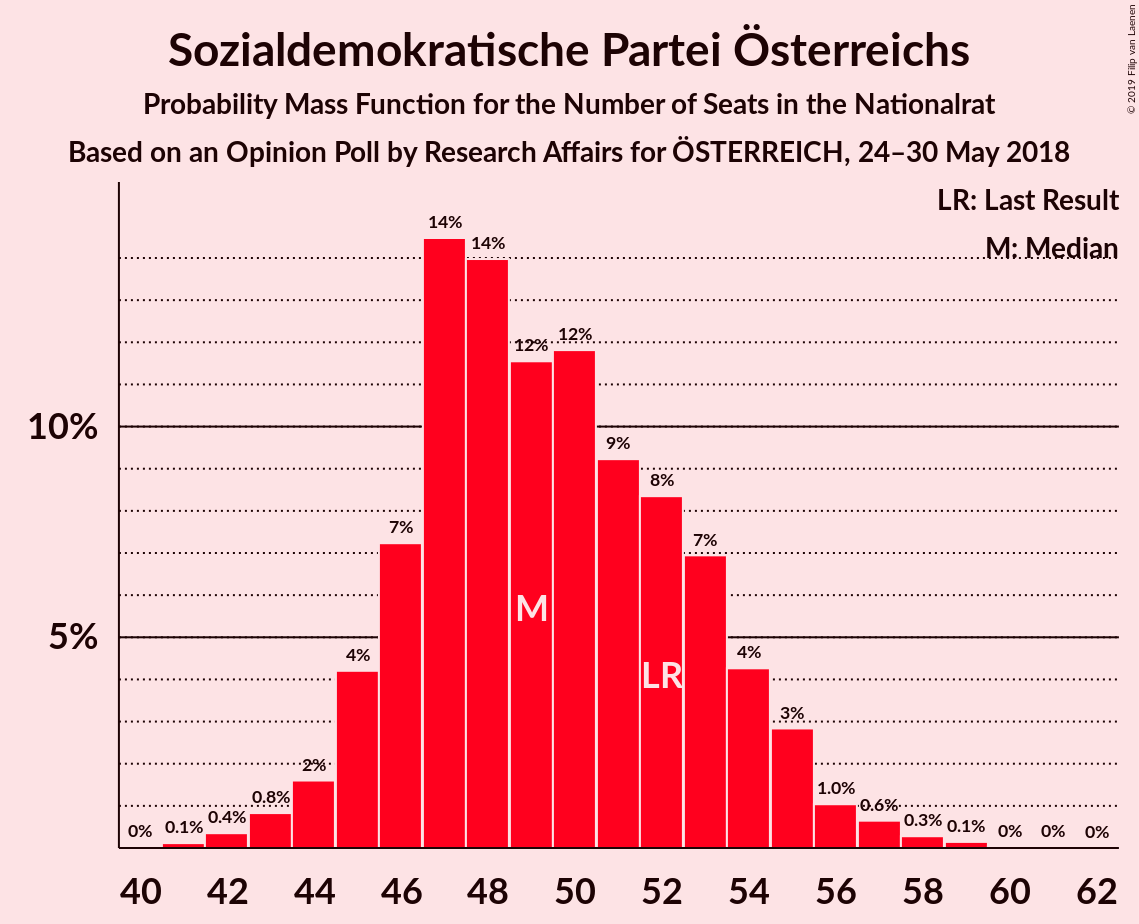 Sozialdemokratische Partei Österreichs
Probability Mass Function for the Number of Seats in the Nationalrat
Based on an Opinion Poll by Research Affairs for ÖSTERREICH, 24–30 May 2018
© 2019 Filip van Laenen
LR: Last Result
M: Median
10%
5%
0%
0.1%
0.4%
0.8%
2%
4%
7%
14%
14%
12%
12%
9%
8%
7%
4%
3%
1.0%
0.6%
0.3%
0.1%
0%
0%
0%
M
LR
40 42 44 46 48 50 52 54 56 58 60 62